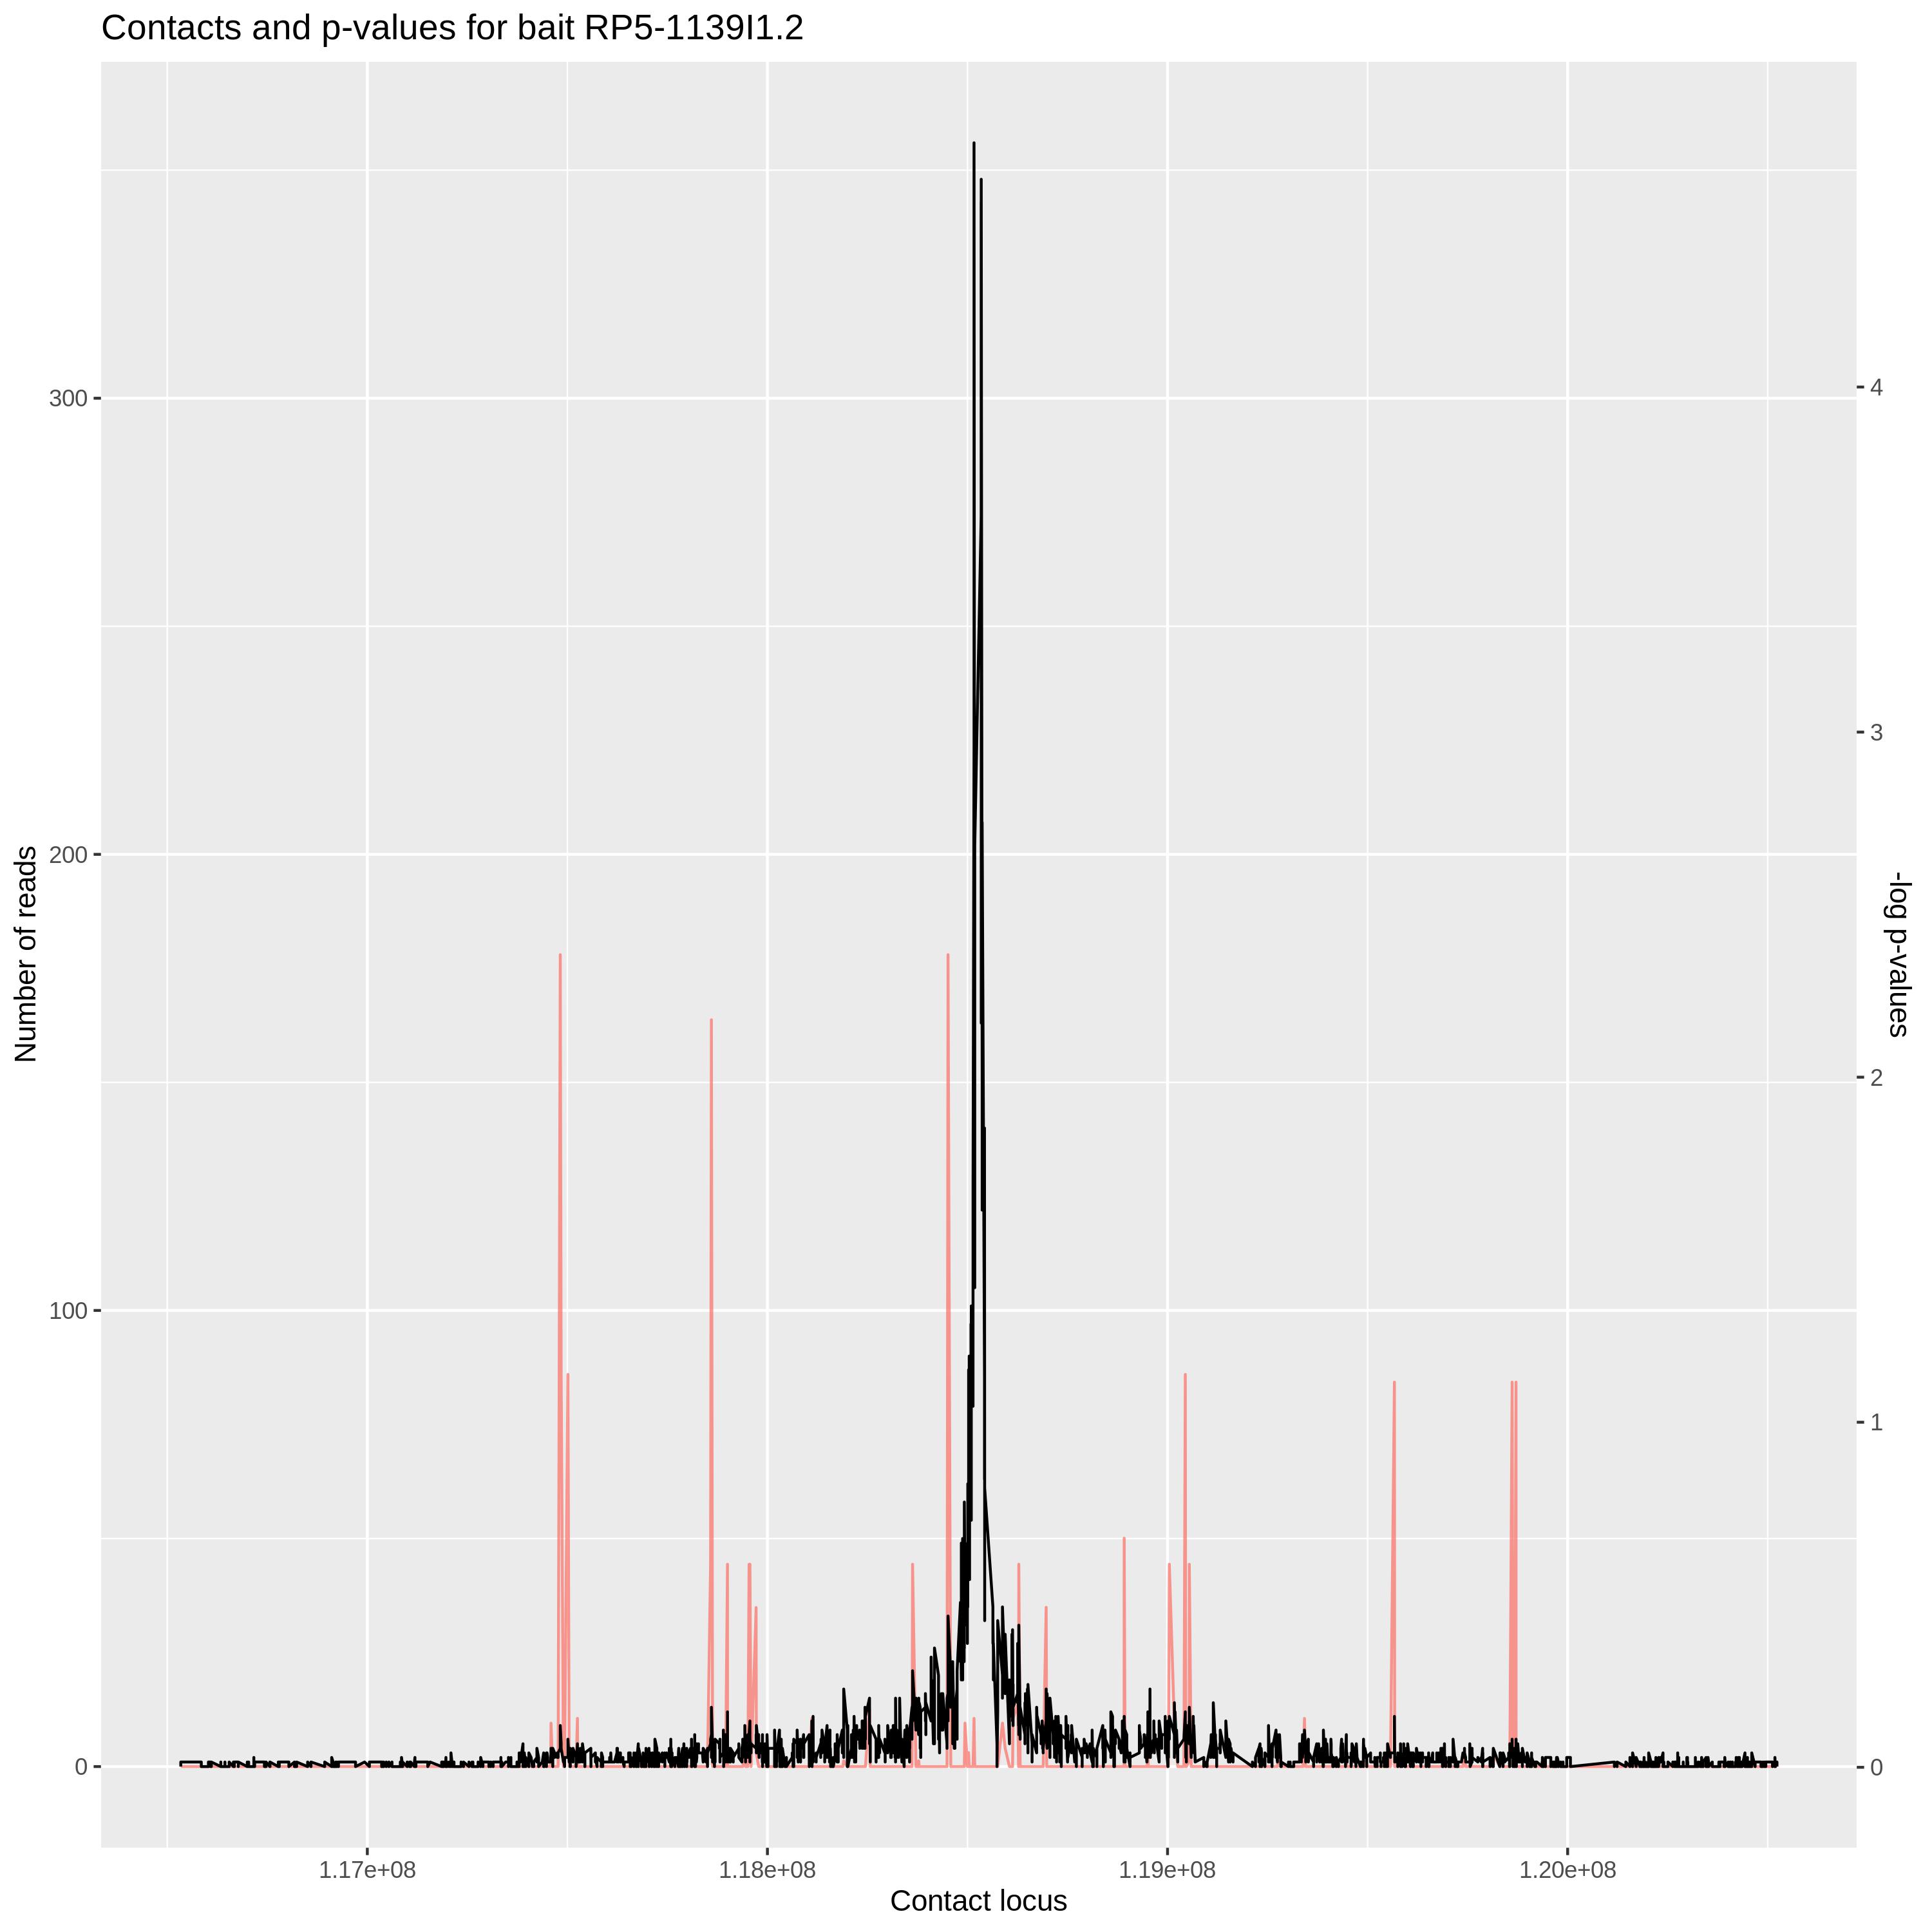 Contacts and p-values for bait RP5-1139I1.2
Number of reads
300
200
100
0
4
3
2
1
0
-log p-values
1.17e+08
1.18e+08
1.19e+08
1.20e+08
Contact locus